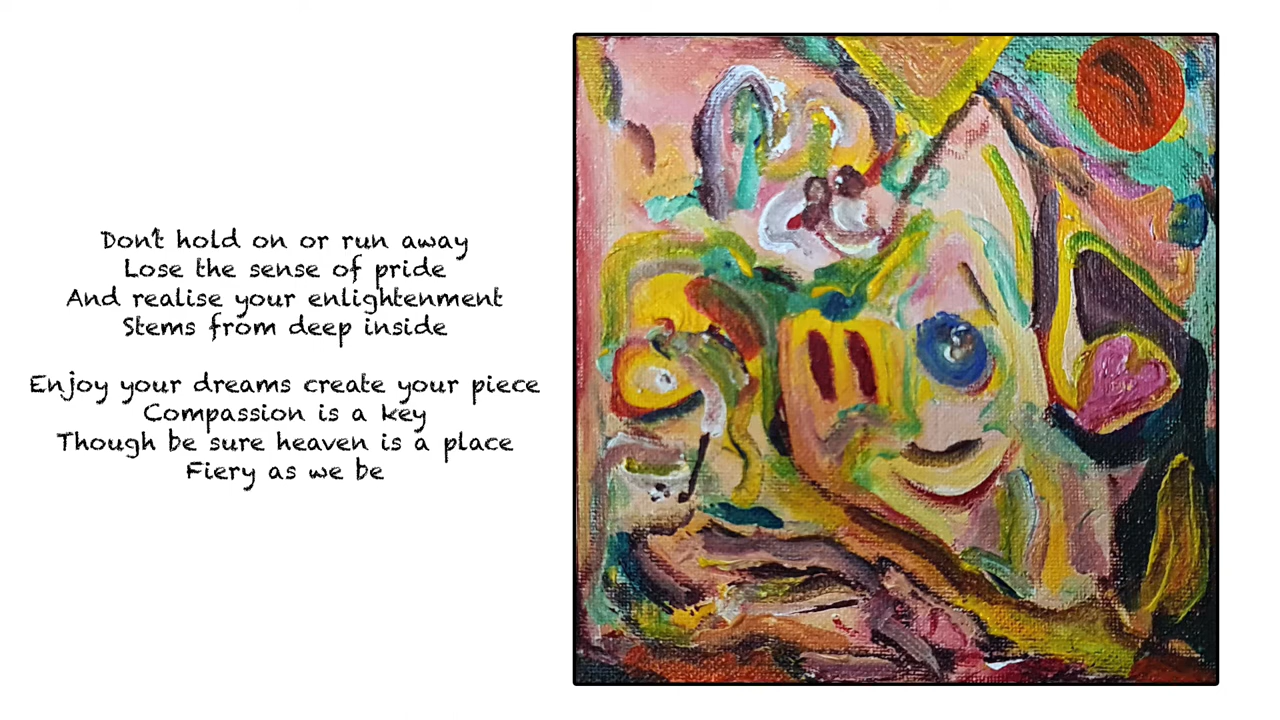 Don't hold on or run away
Lose the sense of pride
And realise your enlightenment
Stems from deep inside
Enjoy your dreams create your piece
Compassion is a key
Though be sure heaven is a place
Fiery as we be